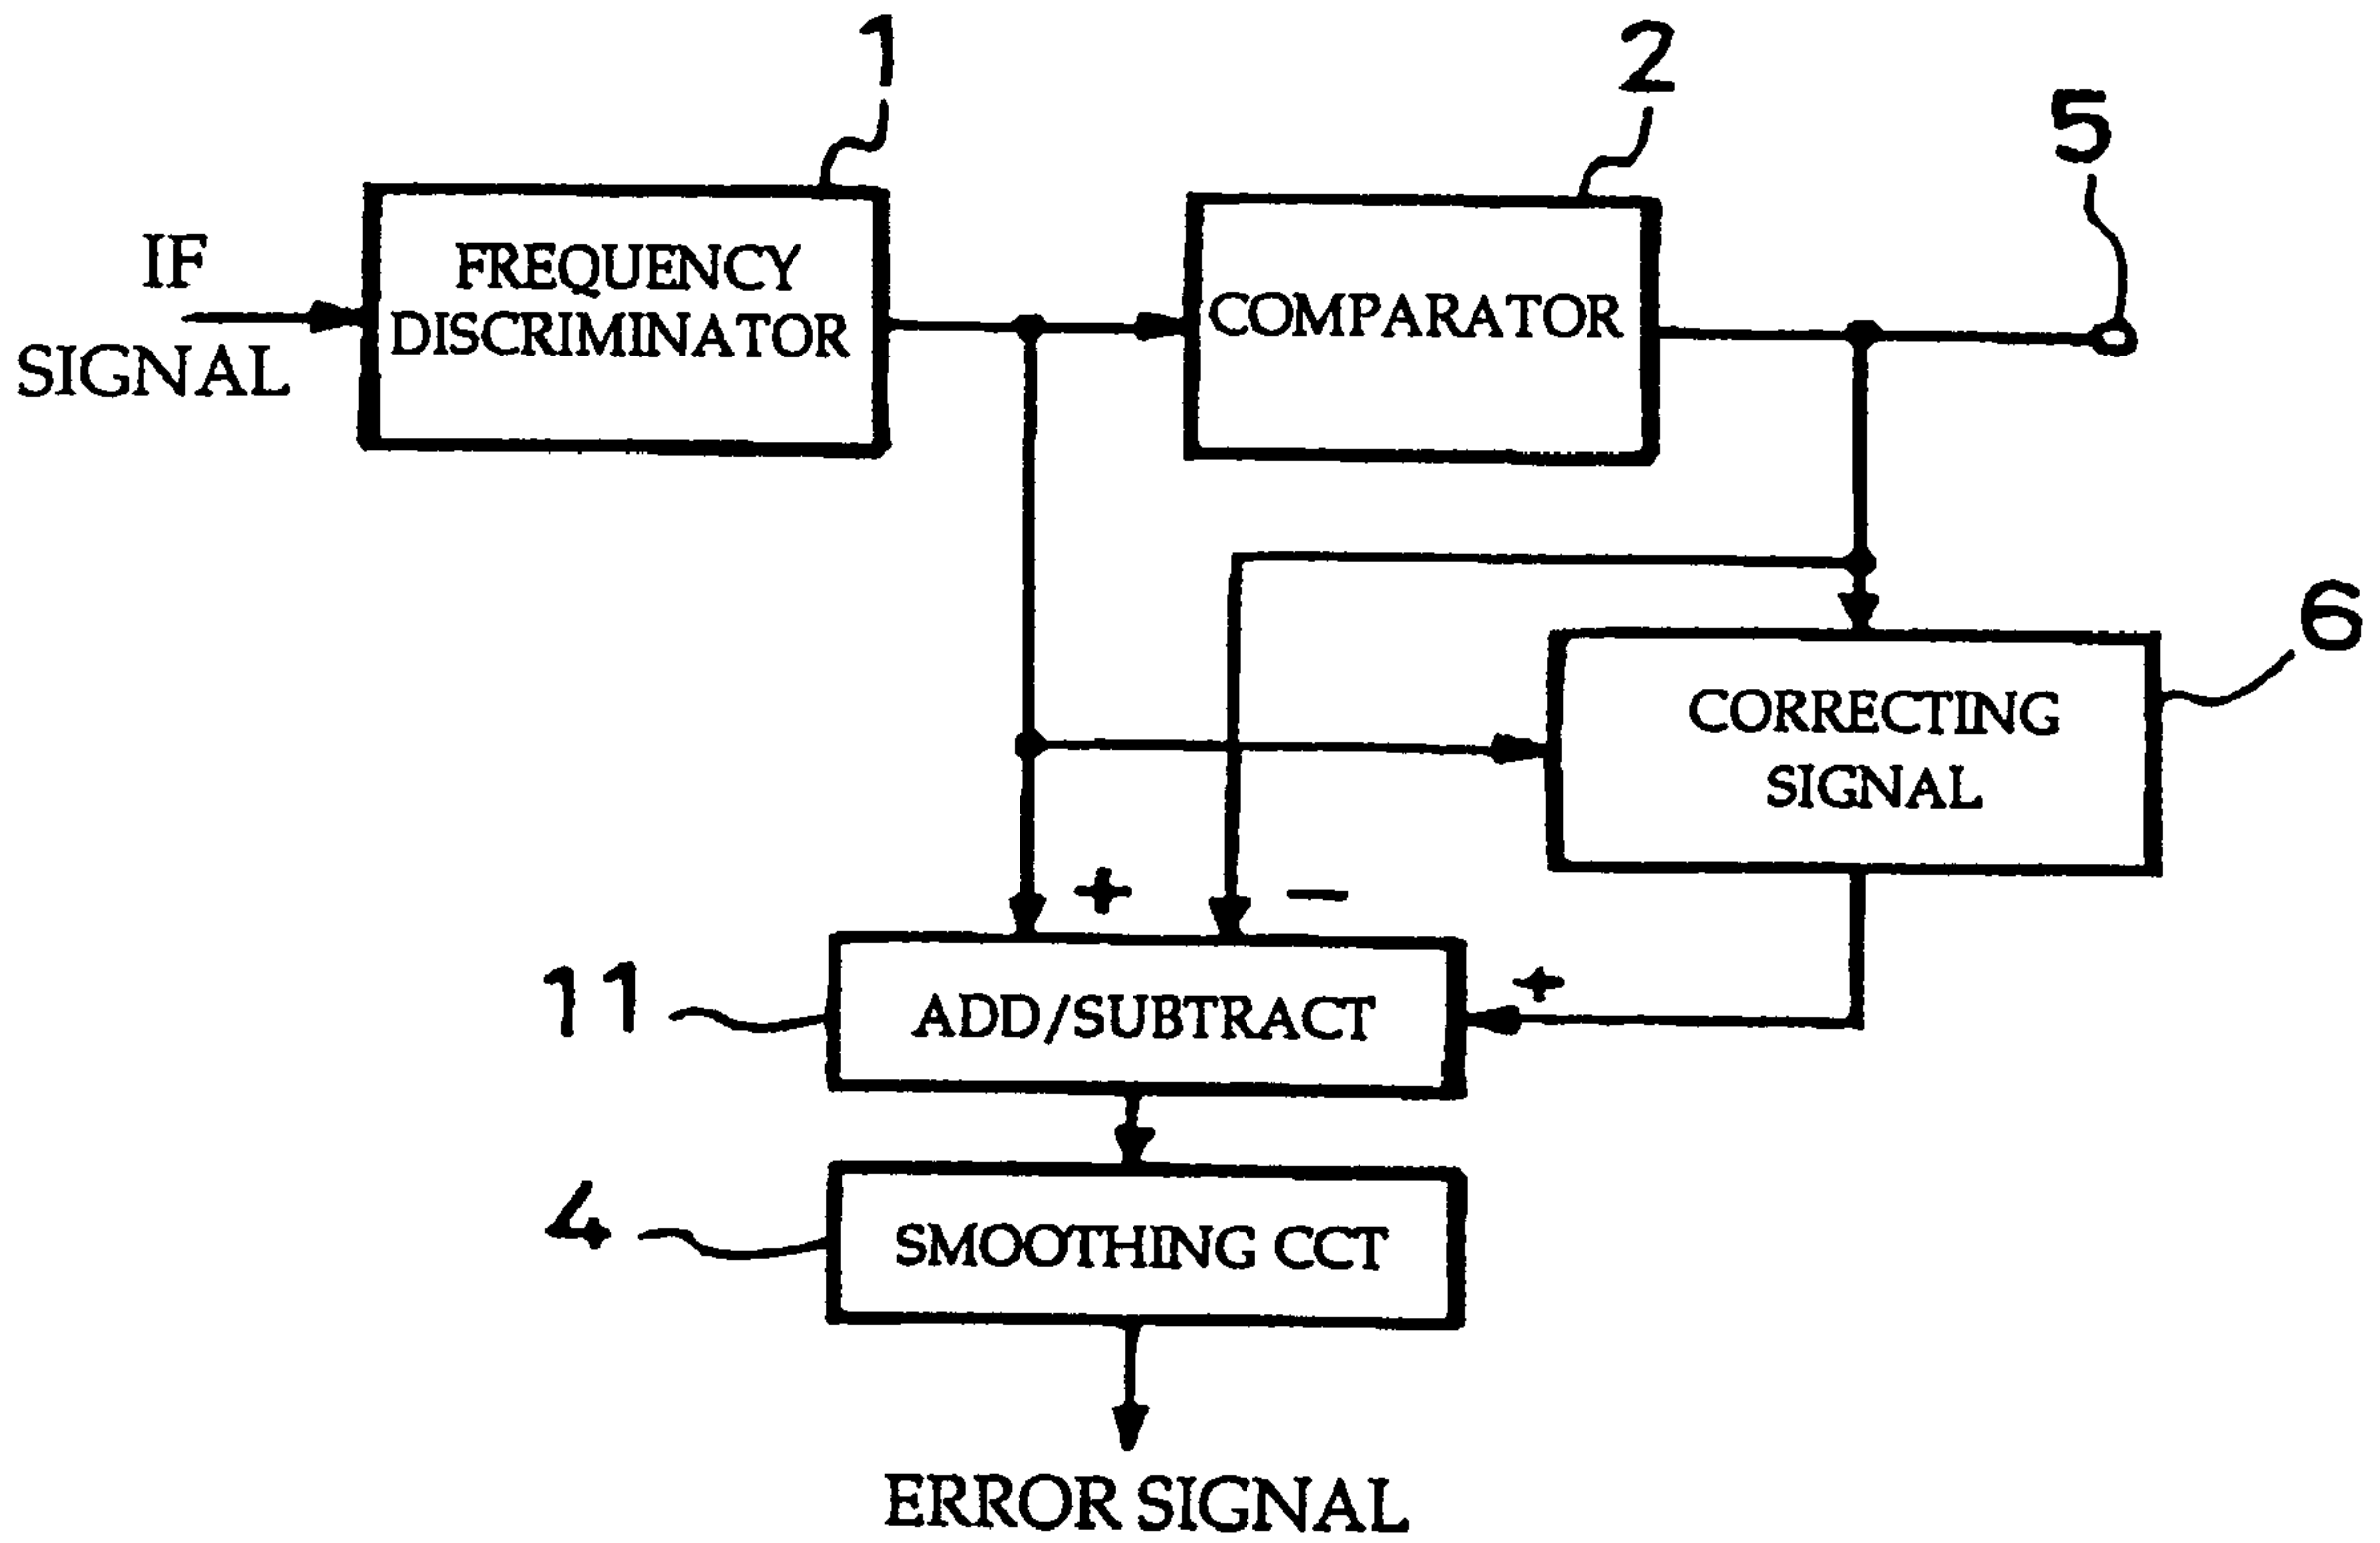 1
2
5
IF
SIGNAL
FREQUENCY
DISCRIMINATOR
COMPARATOR
6
CORRECTING
SIGNAL
+
−
+
11
ADD/SUBTRACT
4
SMOOTHING CCT
ERROR SIGNAL